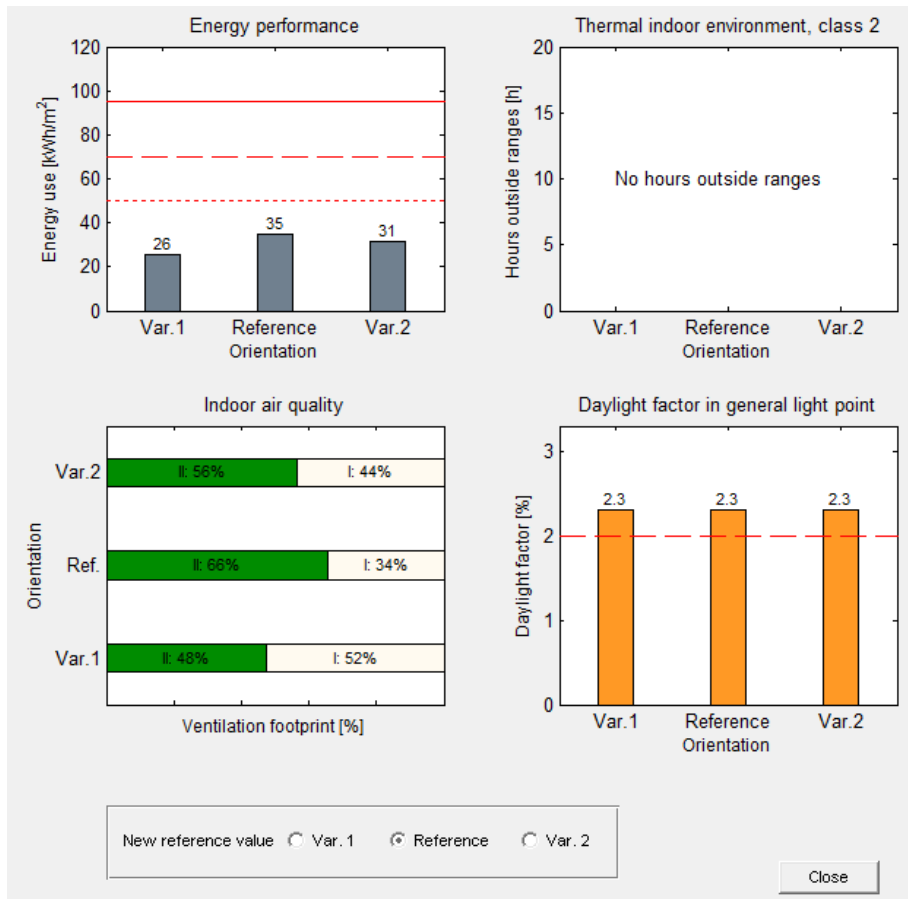 Energy performance
120
100
80
60
40
20
0
Energy use [kWh/m²]
26
35
31
Var.1
Reference
Var.2
Orientation
Thermal indoor environment, class 2
20
15
10
5
0
Hours outside ranges [h]
No hours outside ranges
Var.1
Reference
Var.2
Orientation
Indoor air quality
Orientation
Var.2
II: 56%
I: 44%
Ref.
II: 66%
I: 34%
Var.1
II: 48%
I: 52%
Ventilation footprint [%]
Daylight factor in general light point
3
2
1
0
Daylight factor [%]
2.3
2.3
2.3
Var.1
Reference
Var.2
Orientation
New reference value
Var. 1
Reference
Var. 2
Close